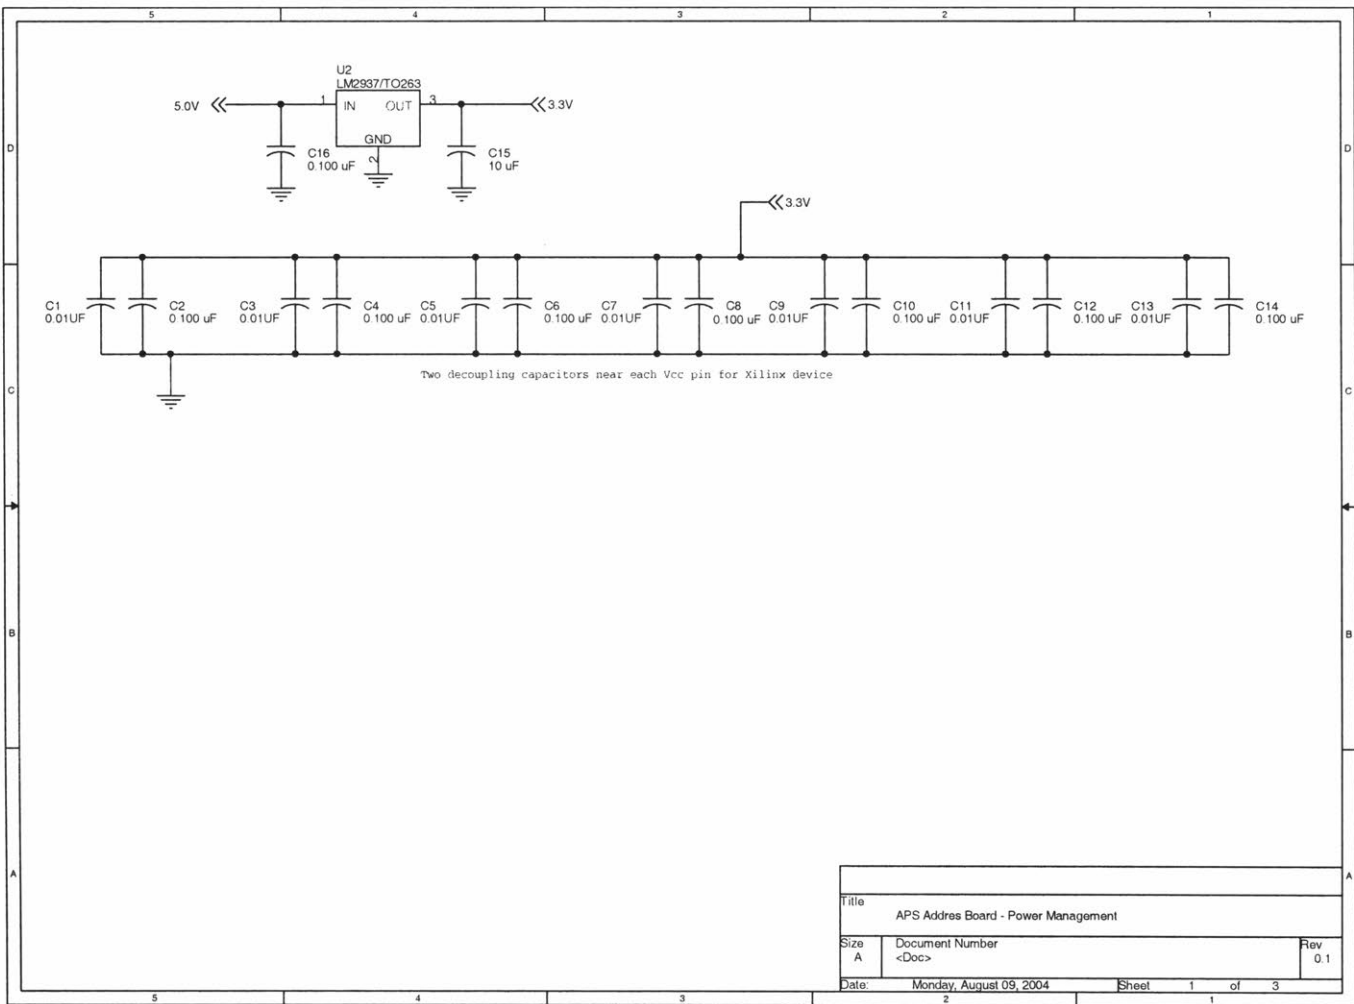 5 4 3 2 1
U2
LM2937/TO263
5.0V 1 IN OUT 3 3.3V
GND
2
C16
0.100 uF
C15
10 uF
D D
3.3V
C1
0.01UF
C2
0.100 uF
C3
0.01UF
C4
0.100 uF
C5
0.01UF
C6
0.100 uF
C7
0.01UF
C8
0.100 uF
C9
0.01UF
C10
0.100 uF
C11
0.01UF
C12
0.100 uF
C13
0.01UF
C14
0.100 uF
Two decoupling capacitors near each Vcc pin for Xilinx device
C C
B B
A A
Title
APS Addres Board - Power Management
Size
A
Document Number
<Doc>
Rev
0.1
Date: Monday, August 09, 2004 Sheet 1 of 3
5 4 3 2 1